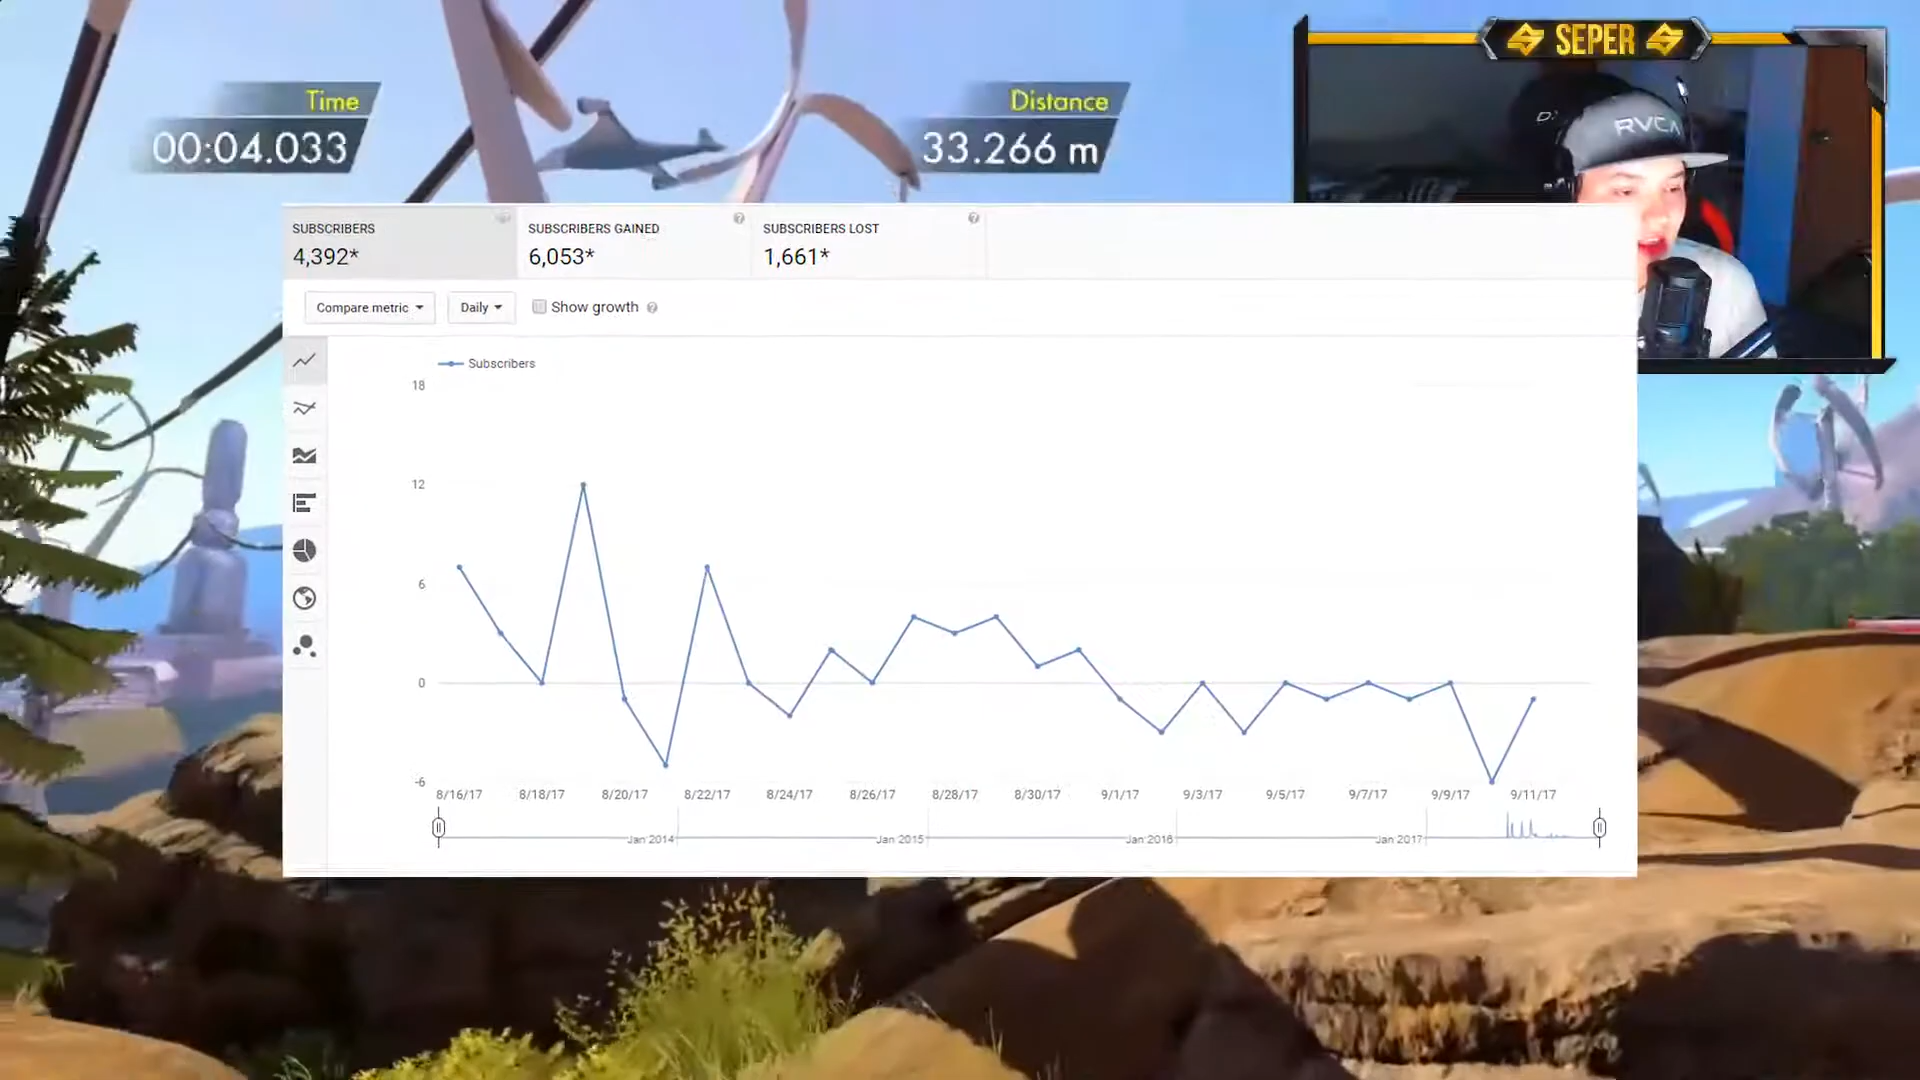 SEPER
Time
00:04.033
Distance
33.266 m
RVCA
SUBSCRIBERS
4,392*
SUBSCRIBERS GAINED
6,053*
SUBSCRIBERS LOST
1,661*
Compare metric
Daily
Show growth
Subscribers
18
12
6
0
-6
8/16/17 8/18/17 8/20/17 8/22/17 8/24/17 8/26/17 8/28/17 8/30/17 9/1/17 9/3/17 9/5/17 9/7/17 9/9/17 9/11/17
Jan 2014 Jan 2015 Jan 2016 Jan 2017